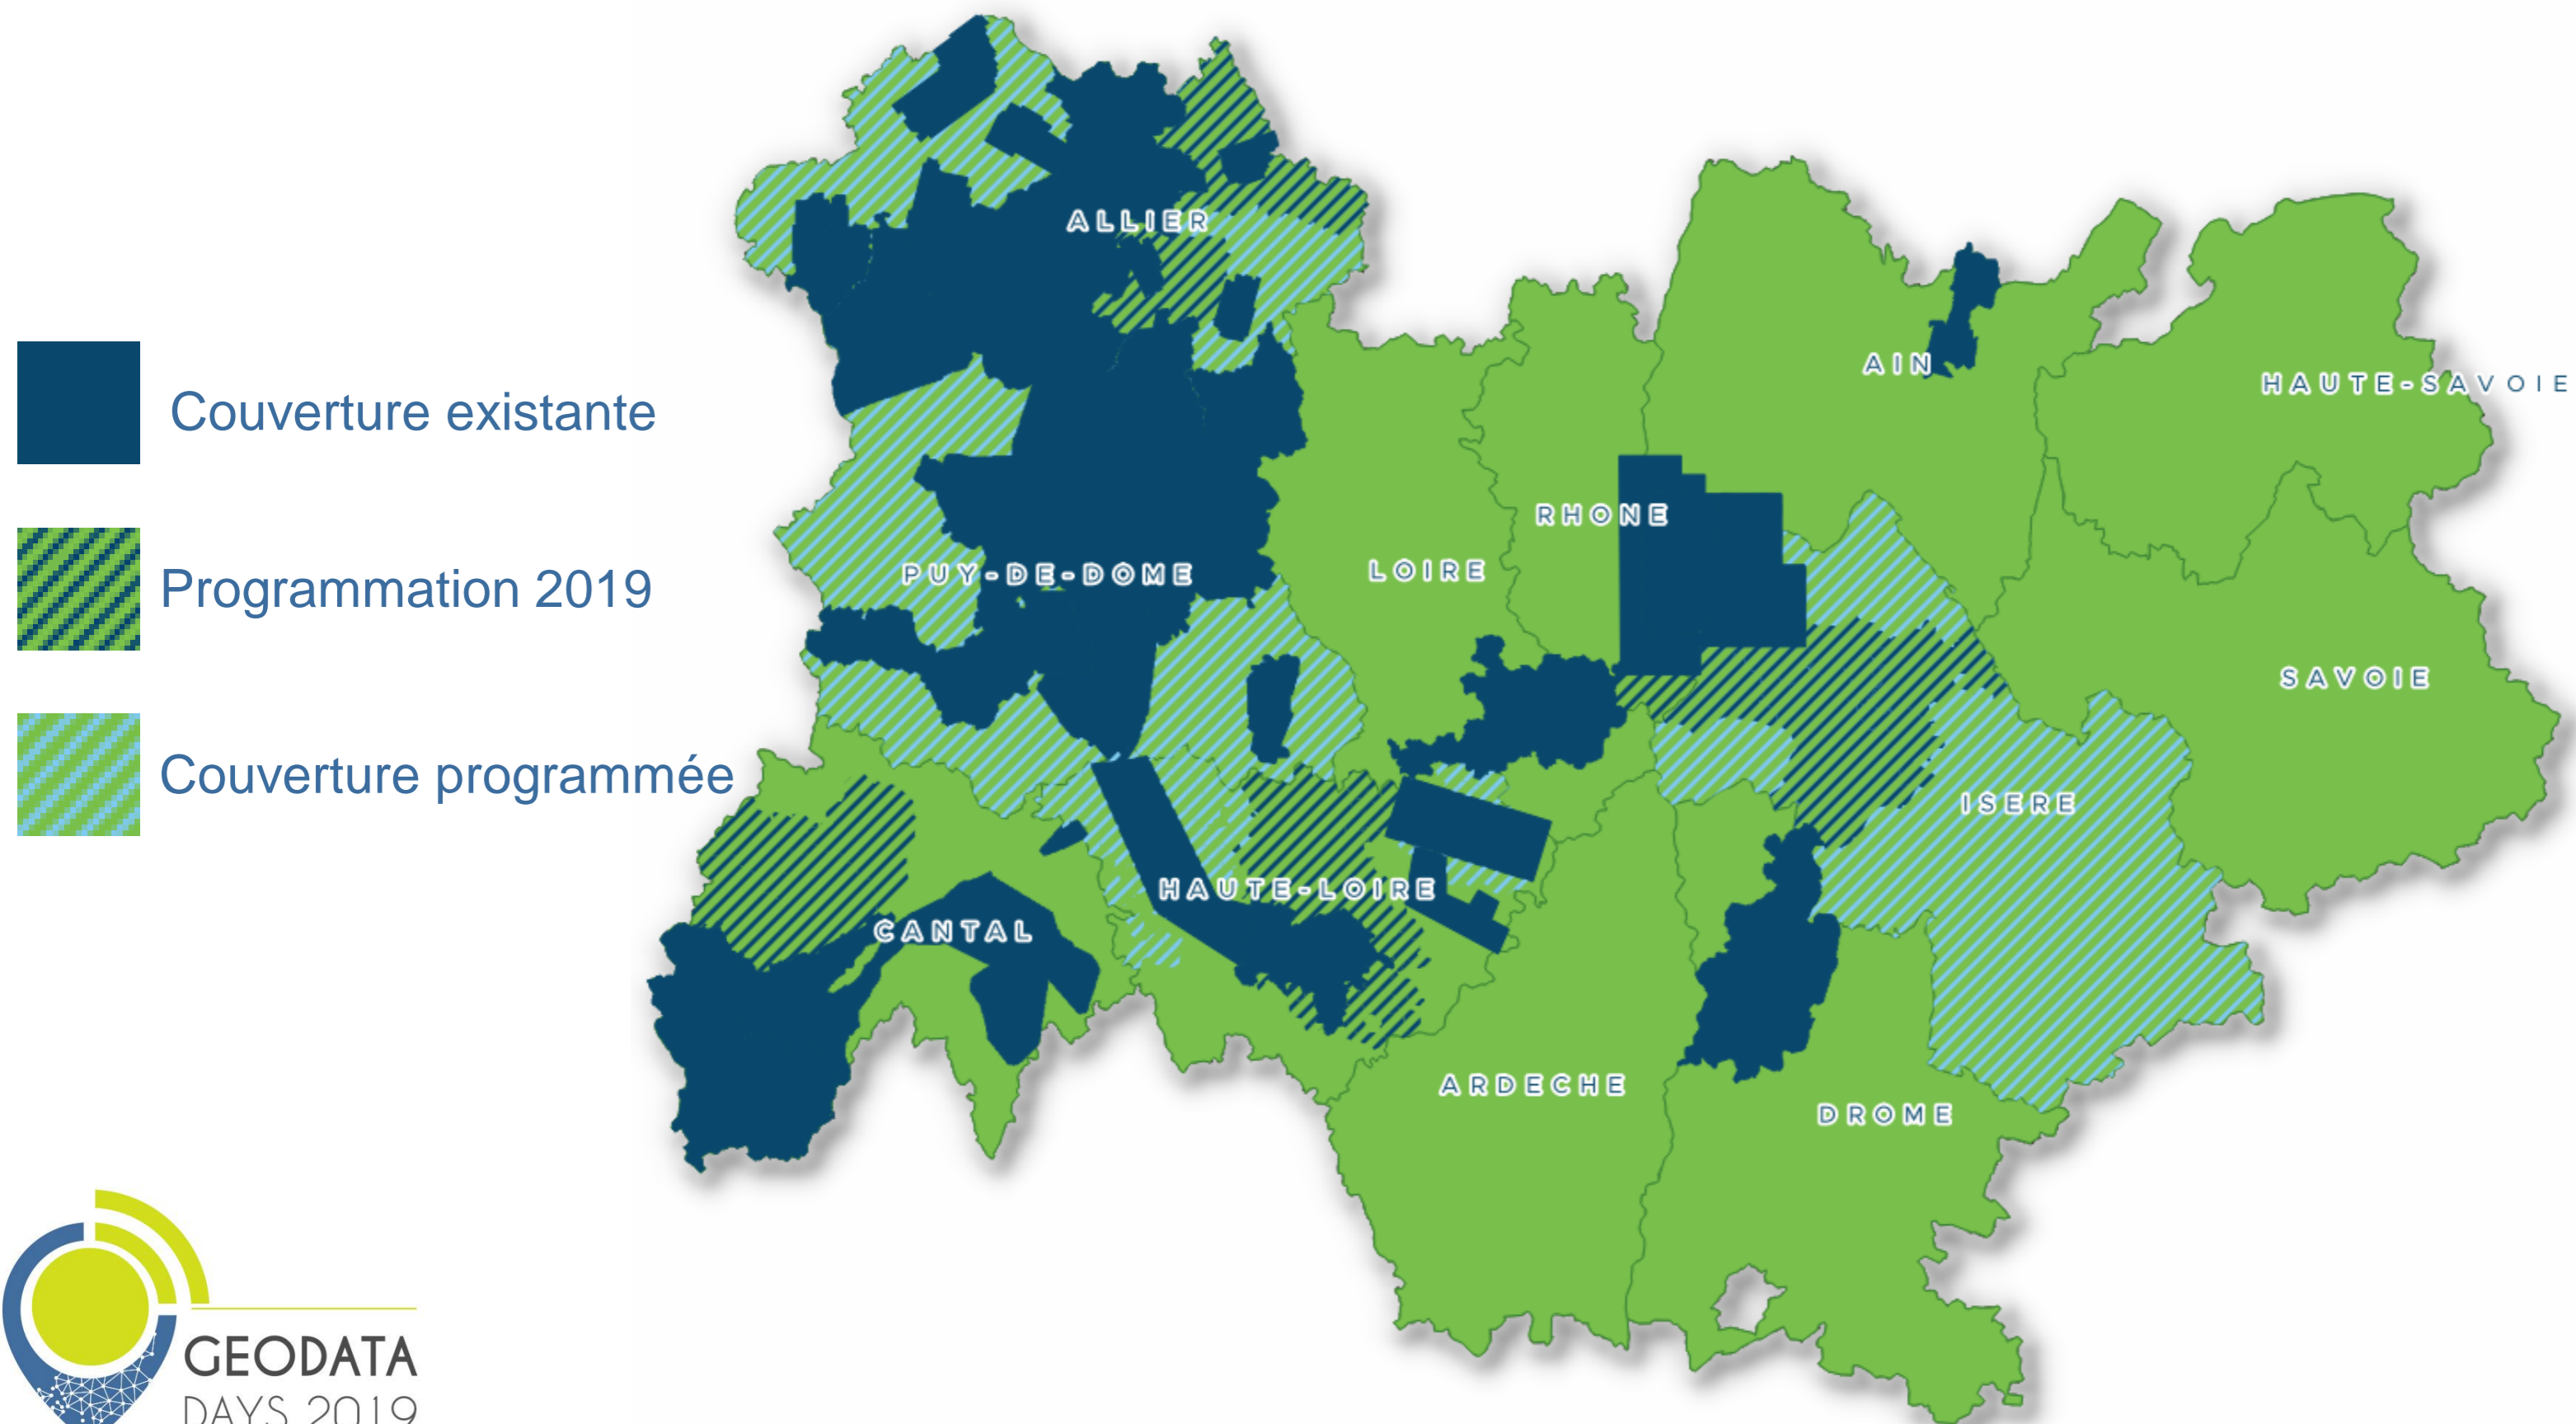 ALLIER
AIN
HAUTE-SAVOIE
Couverture existante
RHONE
PUY-DE-DOME
LOIRE
Programmation 2019
SAVOIE
Couverture programmée
ISERE
HAUTE-LOIRE
CANTAL
ARDECHE
DROME
GEODATA
DAYS 2019